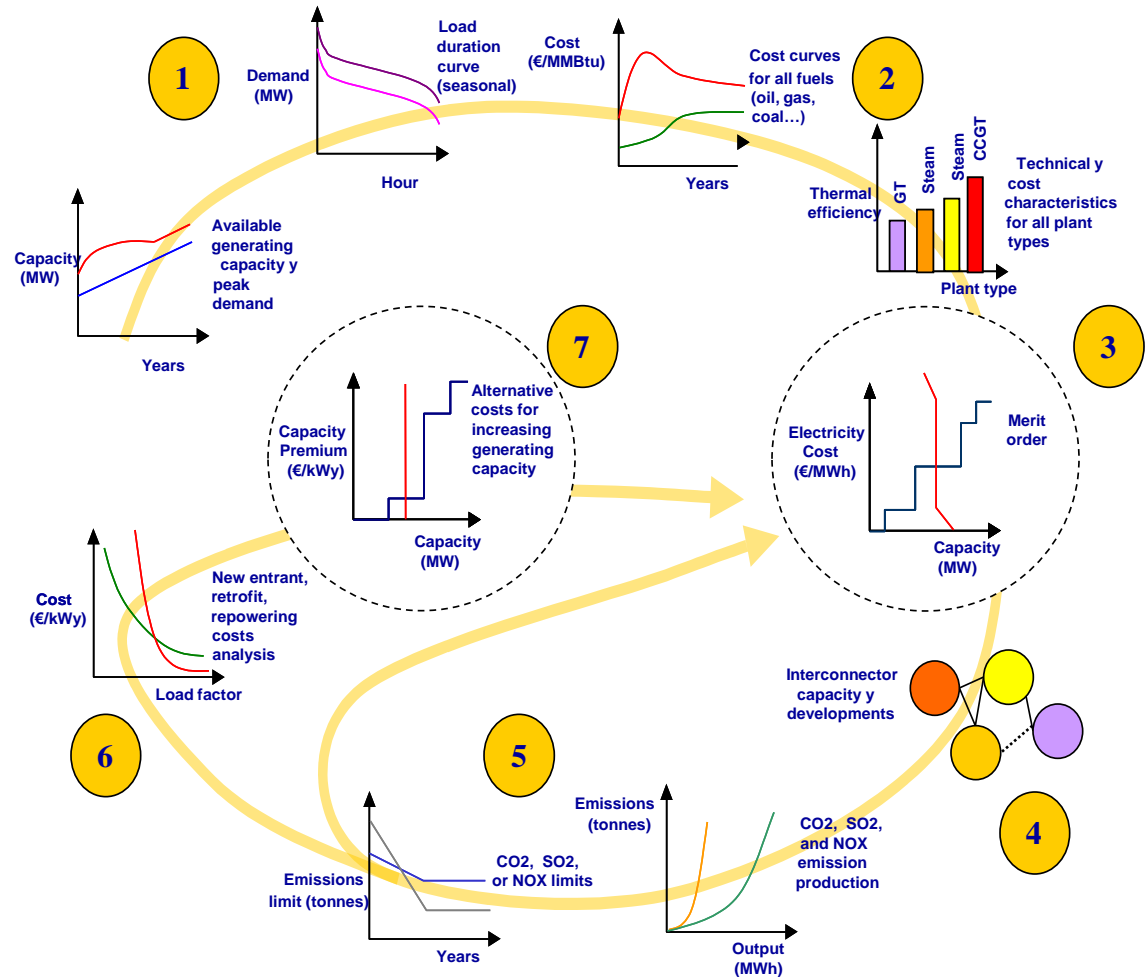 1
Demand
(MW)
Load
duration
curve
(seasonal)
Hour
Capacity
(MW)
Available
generating
capacity y
peak
demand
Years
Cost
(€/MMBtu)
Cost curves
for all fuels
(oil, gas,
coal…)
Years
2
Thermal
efficiency
GT
Steam
Steam
CCGT
Technical y
cost
characteristics
for all plant
types
Plant type
3
Electricity
Cost
(€/MWh)
Merit
order
Capacity
(MW)
7
Capacity
Premium
(€/kWy)
Alternative
costs for
increasing
generating
capacity
Capacity
(MW)
Interconnector
capacity y
developments
4
5
Emissions
(tonnes)
CO2, SO2,
and NOX
emission
production
Output
(MWh)
Emissions
limit (tonnes)
CO2, SO2,
or NOX limits
Years
6
Cost
(€/kWy)
New entrant,
retrofit,
repowering
costs
analysis
Load factor